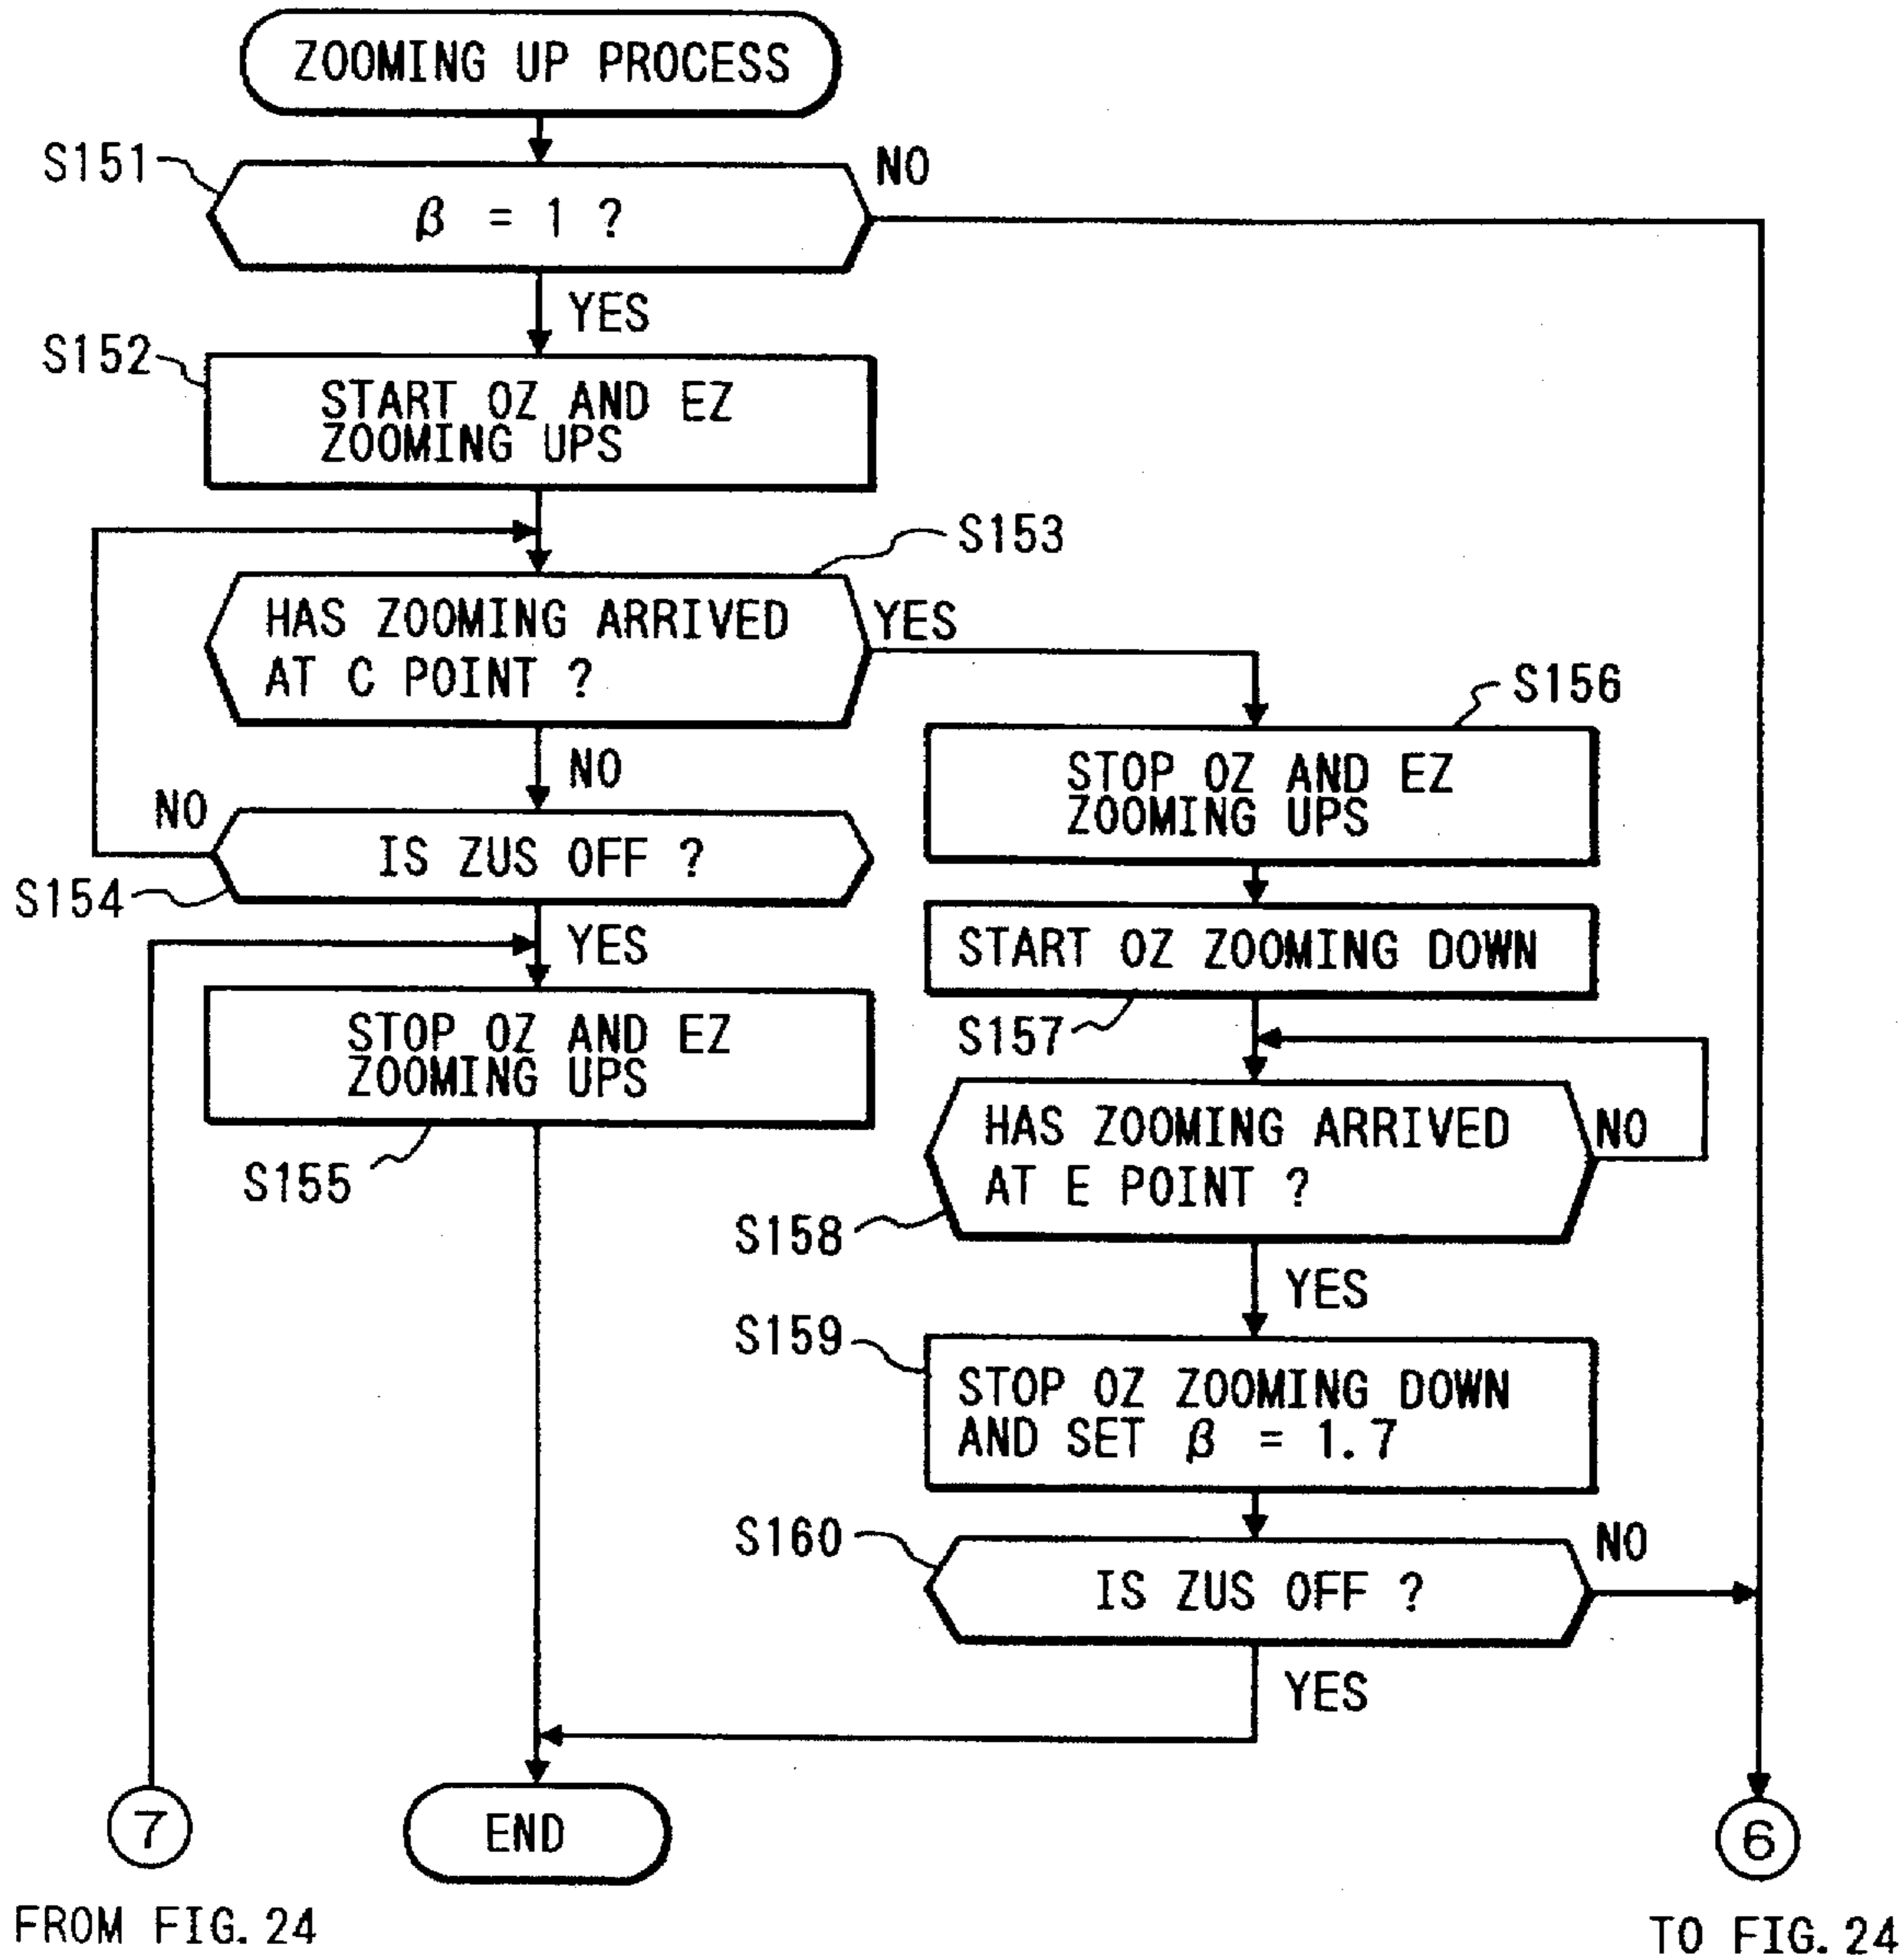 ZOOMING UP PROCESS
S151
β = 1 ?
NO
YES
S152
START OZ AND EZ
ZOOMING UPS
S153
HAS ZOOMING ARRIVED
AT C POINT ?
YES
NO
S154
IS ZUS OFF ?
NO
YES
STOP OZ AND EZ
ZOOMING UPS
S155
S156
STOP OZ AND EZ
ZOOMING UPS
START OZ ZOOMING DOWN
S157
HAS ZOOMING ARRIVED
AT E POINT ?
NO
S158
YES
S159
STOP OZ ZOOMING DOWN
AND SET β = 1.7
S160
IS ZUS OFF ?
NO
YES
7
END
6
FROM FIG. 24
TO FIG. 24